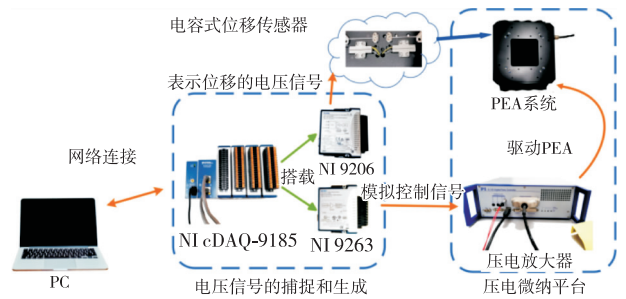 电容式位移传感器
表示位移的电压信号
PEA系统
网络连接
NI 9206
搭载
驱动PEA
模拟控制信号
NI cDAQ-9185
NI 9263
压电放大器
PC
电压信号的捕捉和生成
压电微纳平台